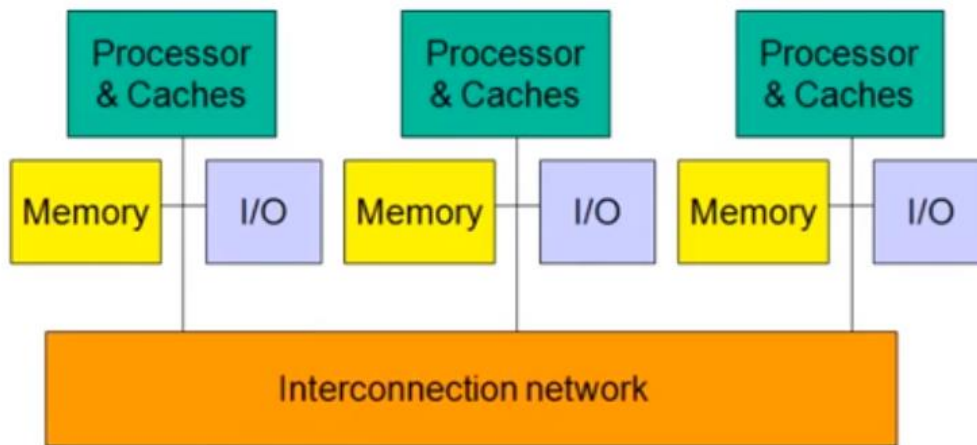 Processor
& Caches
Processor
& Caches
Processor
& Caches
Memory
I/O
Memory
I/O
Memory
I/O
Interconnection network